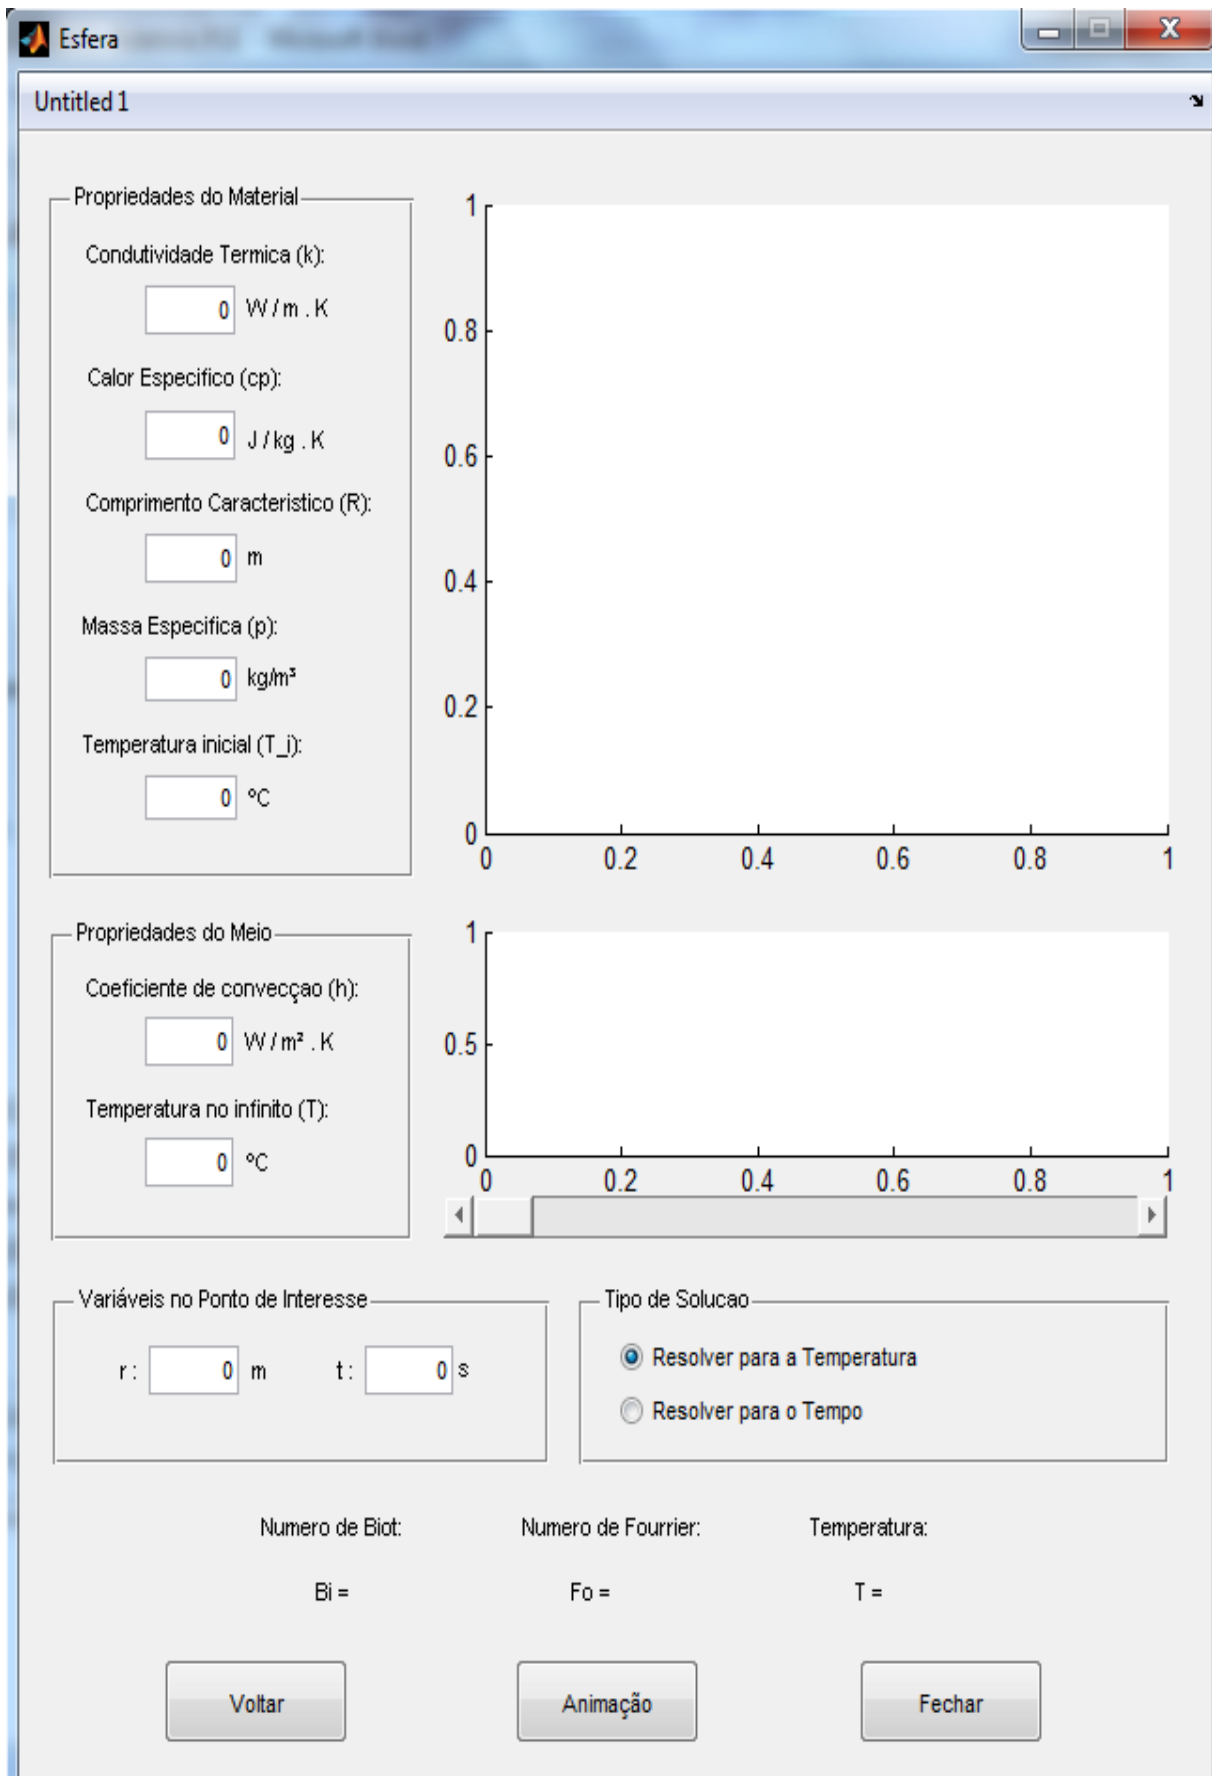 Esfera
Untitled 1
Propriedades do Material
Condutividade Termica (k):
0 W / m . K
Calor Especifico (cp):
0 J / kg . K
Comprimento Caracteristico (R):
0 m
Massa Especifica (p):
0 kg/m³
Temperatura inicial (T_i):
0 ºC
1
0.8
0.6
0.4
0.2
0
0 0.2 0.4 0.6 0.8 1
Propriedades do Meio
Coeficiente de convecçao (h):
0 W / m² . K
Temperatura no infinito (T):
0 ºC
1
0.5
0
0 0.2 0.4 0.6 0.8 1
Variáveis no Ponto de Interesse
r : 0 m t : 0 s
Tipo de Solucao
Resolver para a Temperatura
Resolver para o Tempo
Numero de Biot: Numero de Fourrier: Temperatura:
Bi = Fo = T =
Voltar Animação Fechar